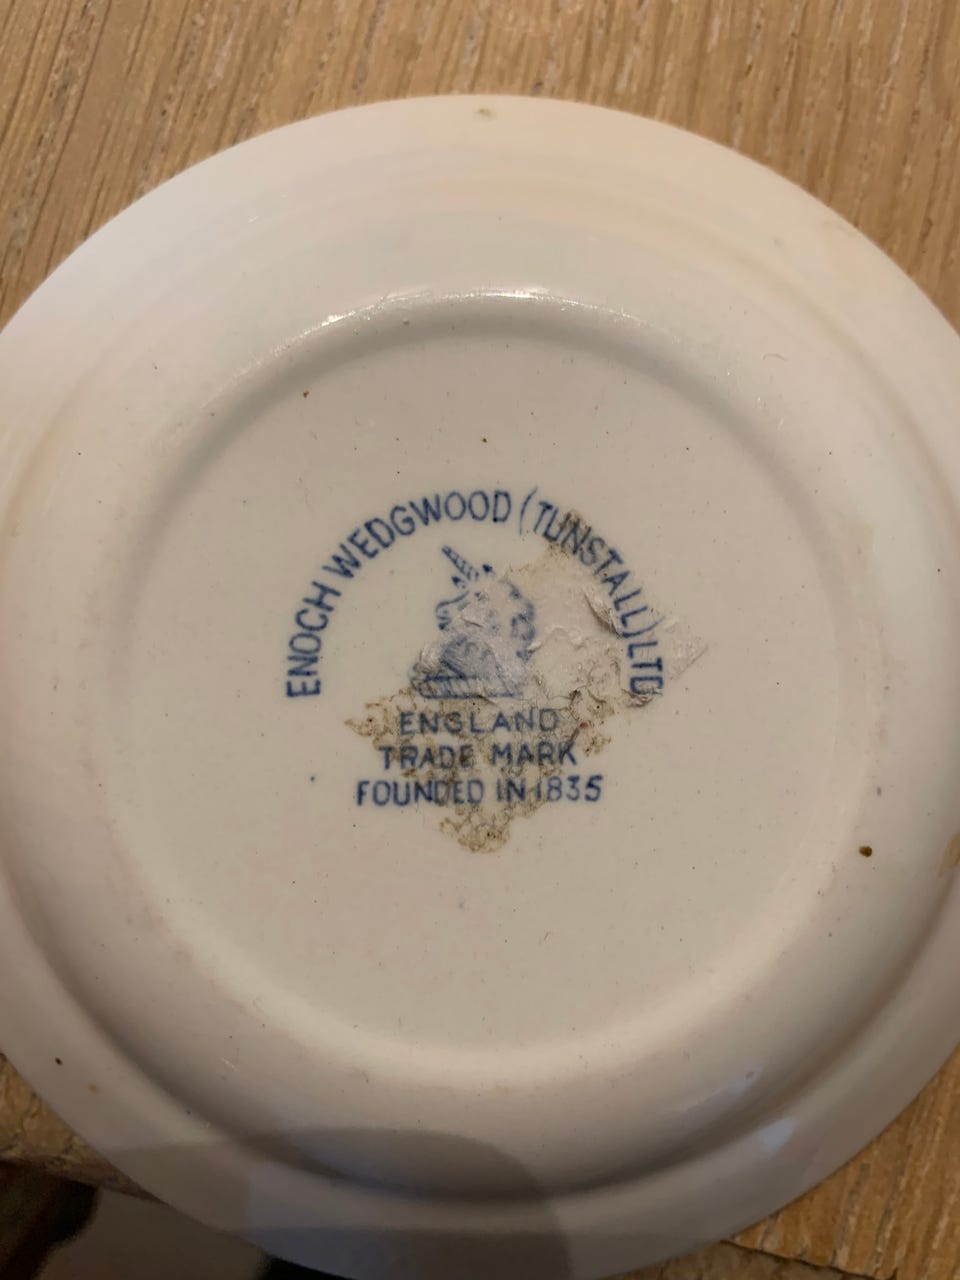 ENOCH WEDGWOOD (TUNSTALL) LTD
ENGLAND
TRADE MARK
FOUNDED IN 1835